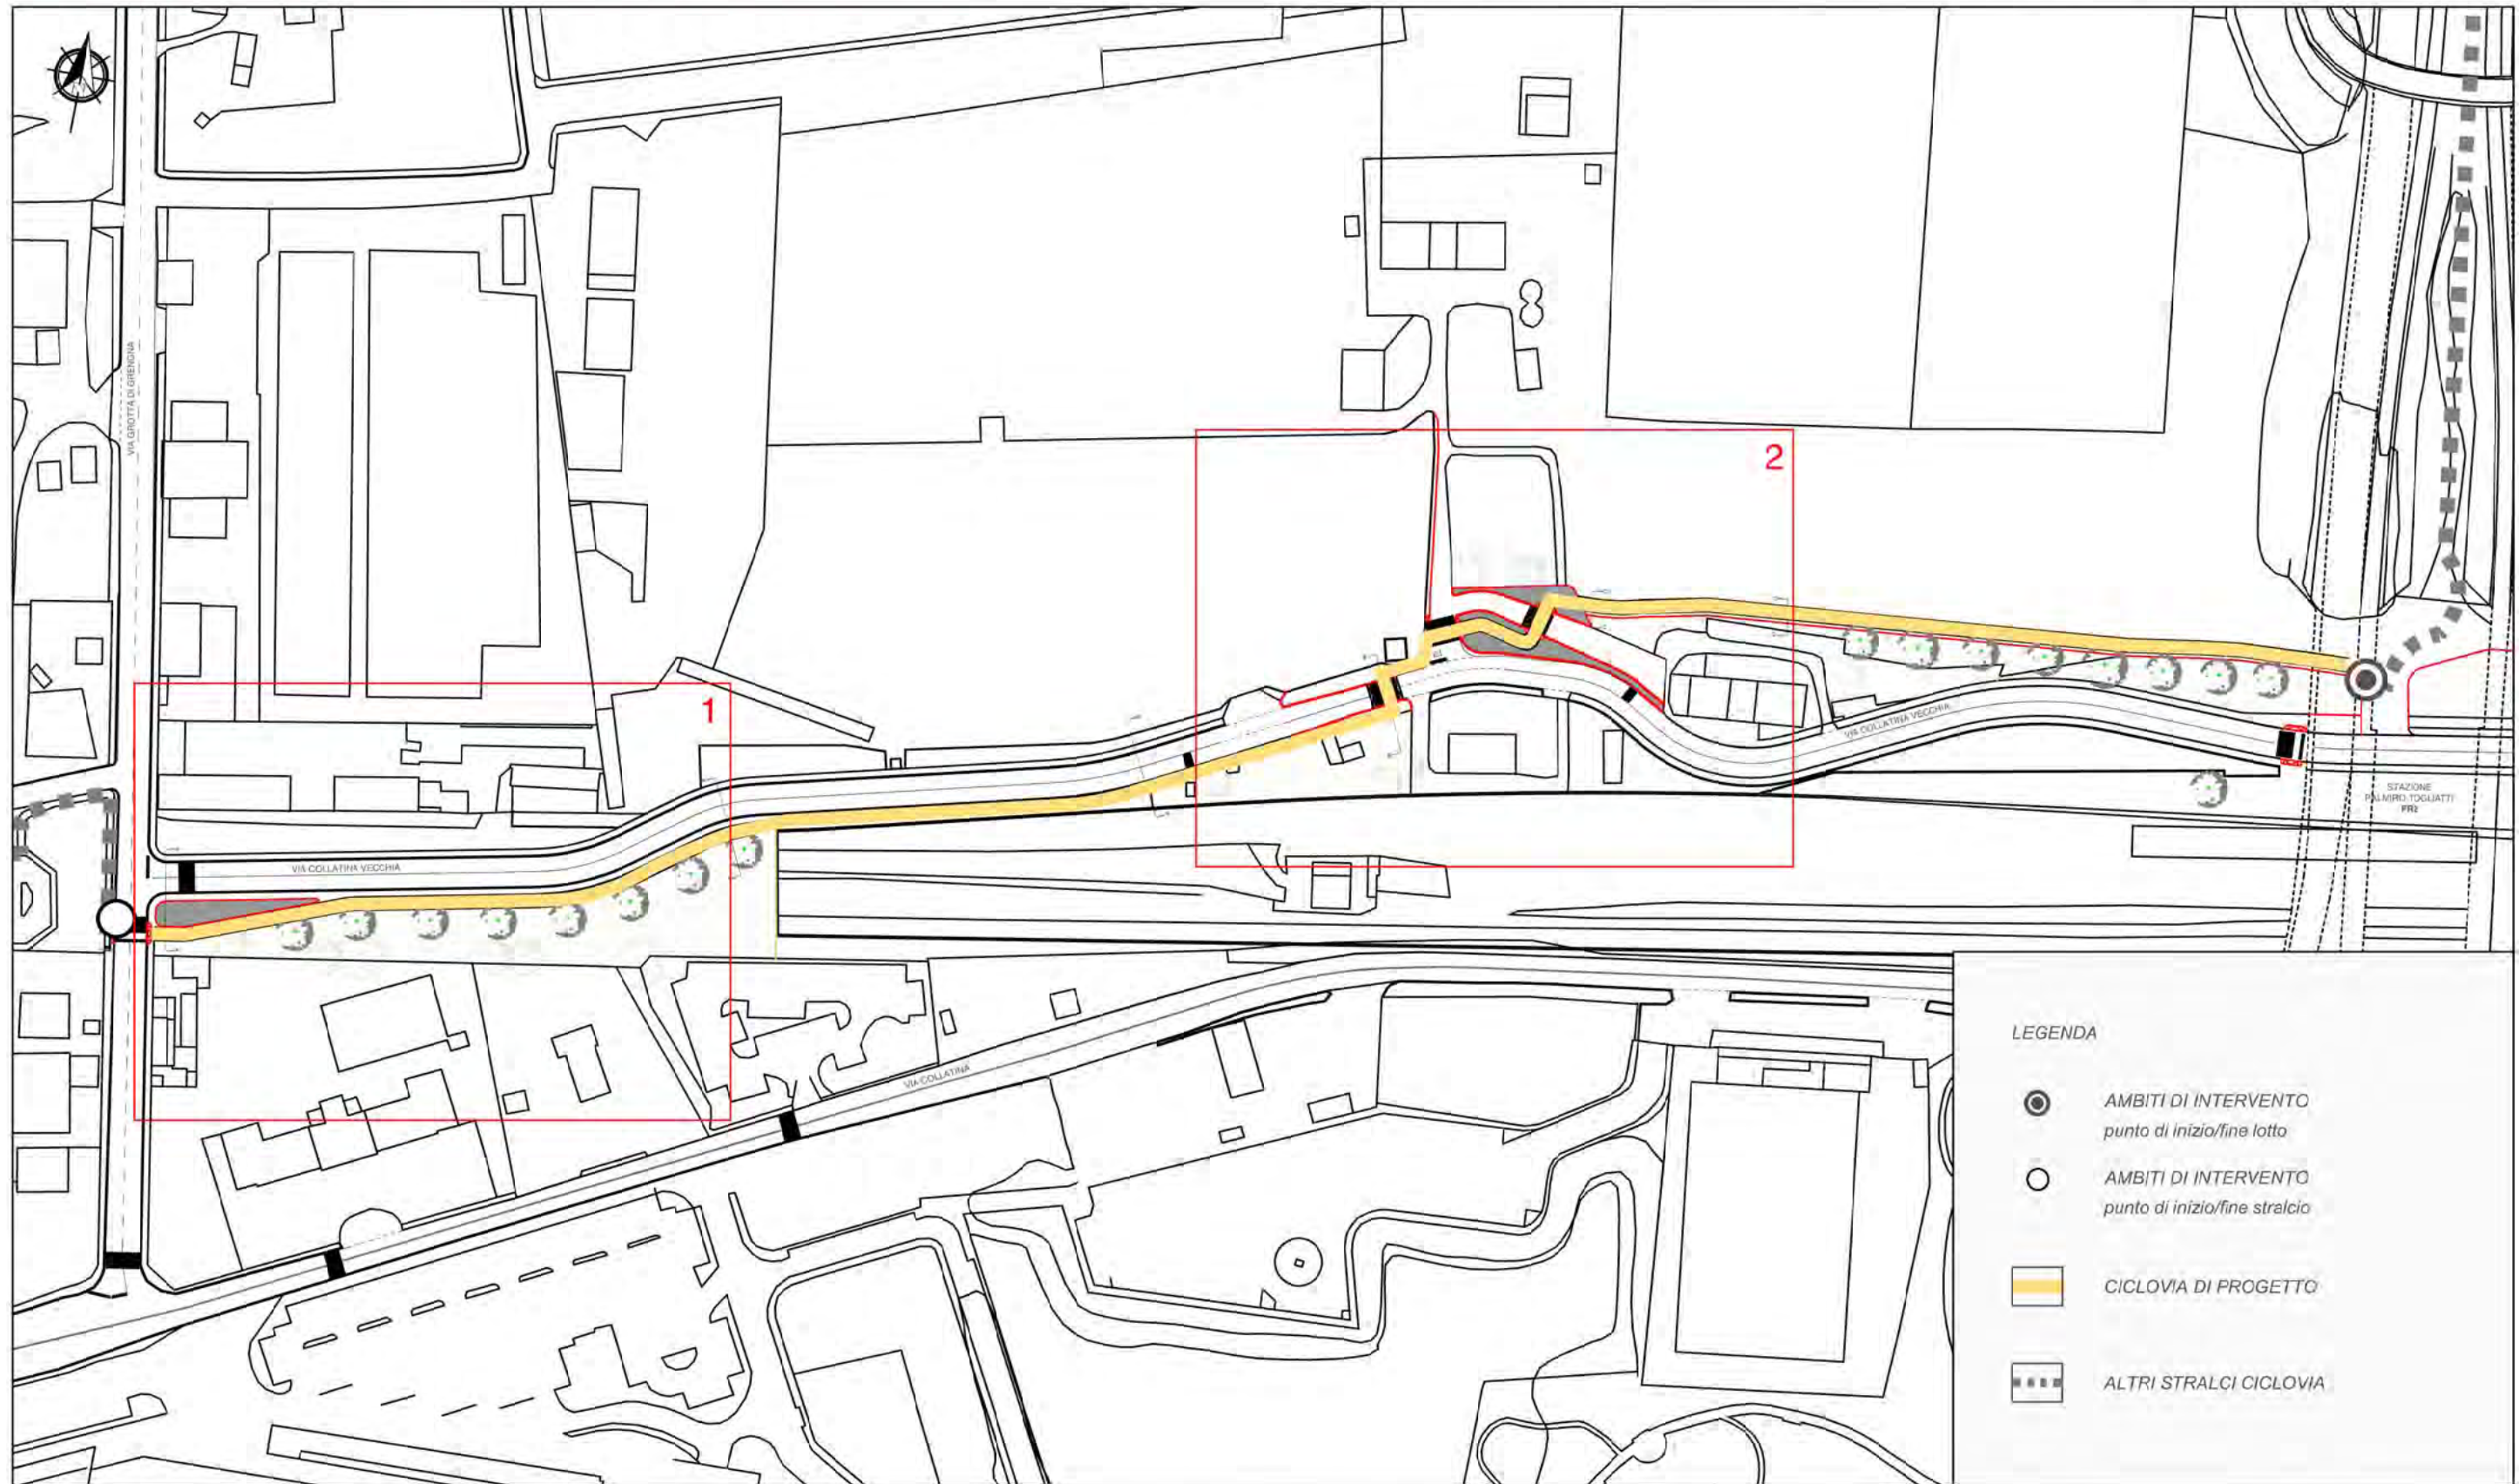 VIA GROTTA DI GREGNA
2
1
VIA COLLATINA VECCHIA
VIA COLLATINA VECCHIA
STAZIONE
PALMIRO TOGLIATTI
FR2
VIA COLLATINA
LEGENDA
AMBITI DI INTERVENTO
punto di inizio/fine lotto
AMBITI DI INTERVENTO
punto di inizio/fine stralcio
CICLOVIA DI PROGETTO
ALTRI STRALCI CICLOVIA